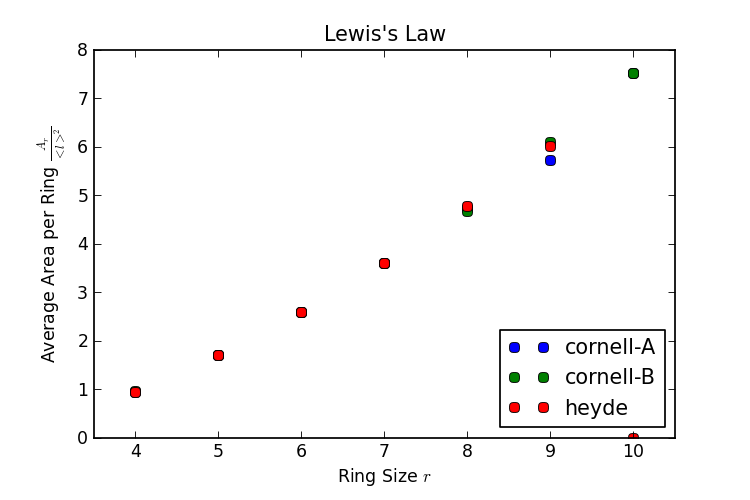 Lewis's Law
8
7
6
5
4
3
2
1
0
Average Area per Ring A_r / <l>^2
4 5 6 7 8 9 10
Ring Size r
cornell-A
cornell-B
heyde